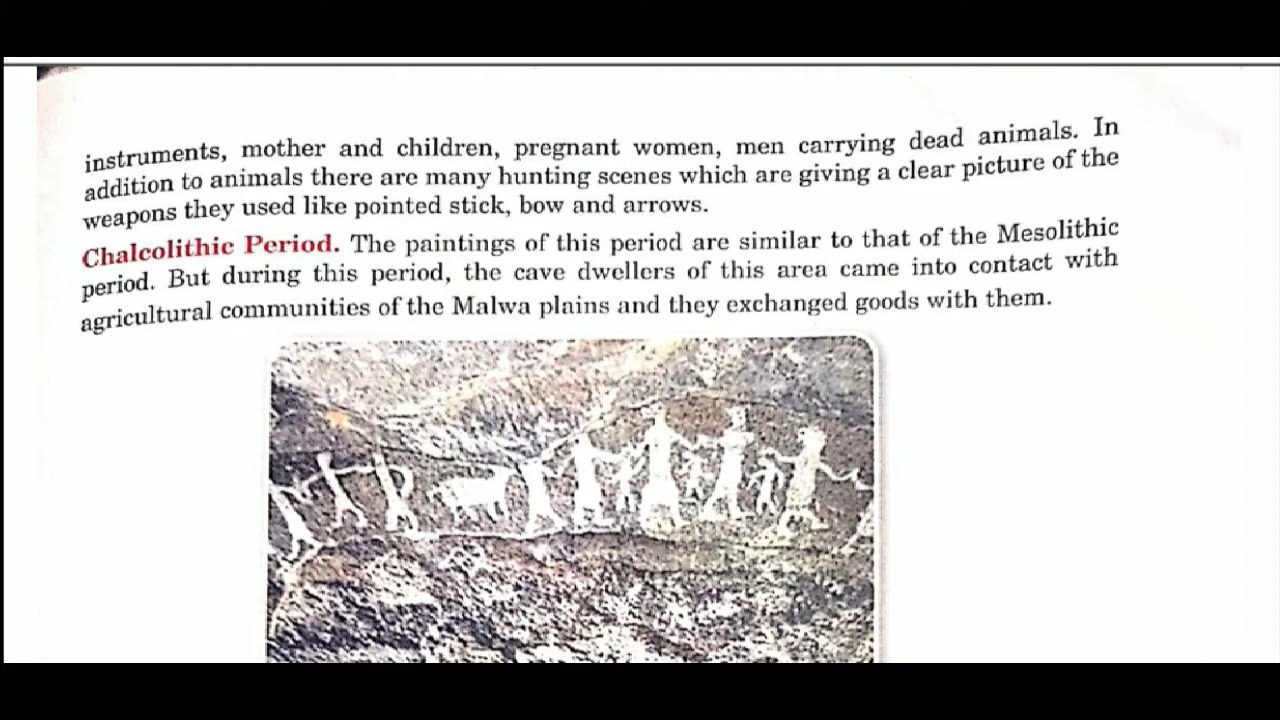 instruments, mother and children, pregnant women, men carrying dead animals. In
addition to animals there are many hunting scenes which are giving a clear picture of the
weapons they used like pointed stick, bow and arrows.
Chalcolithic Period. The paintings of this period are similar to that of the Mesolithic
period. But during this period, the cave dwellers of this area came into contact with
agricultural communities of the Malwa plains and they exchanged goods with them.